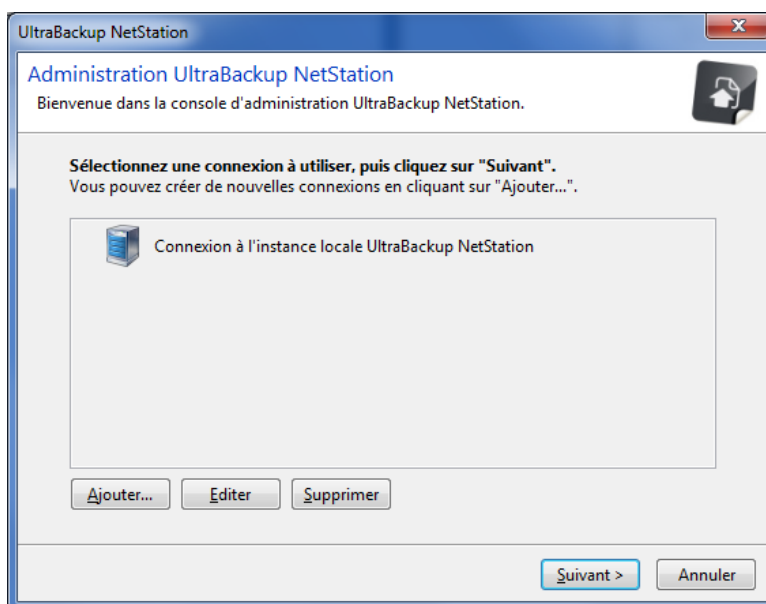 UltraBackup NetStation
Administration UltraBackup NetStation
Bienvenue dans la console d'administration UltraBackup NetStation.
Sélectionnez une connexion à utiliser, puis cliquez sur "Suivant".
Vous pouvez créer de nouvelles connexions en cliquant sur "Ajouter...".
Connexion à l'instance locale UltraBackup NetStation
Ajouter... Editer Supprimer
Suivant > Annuler